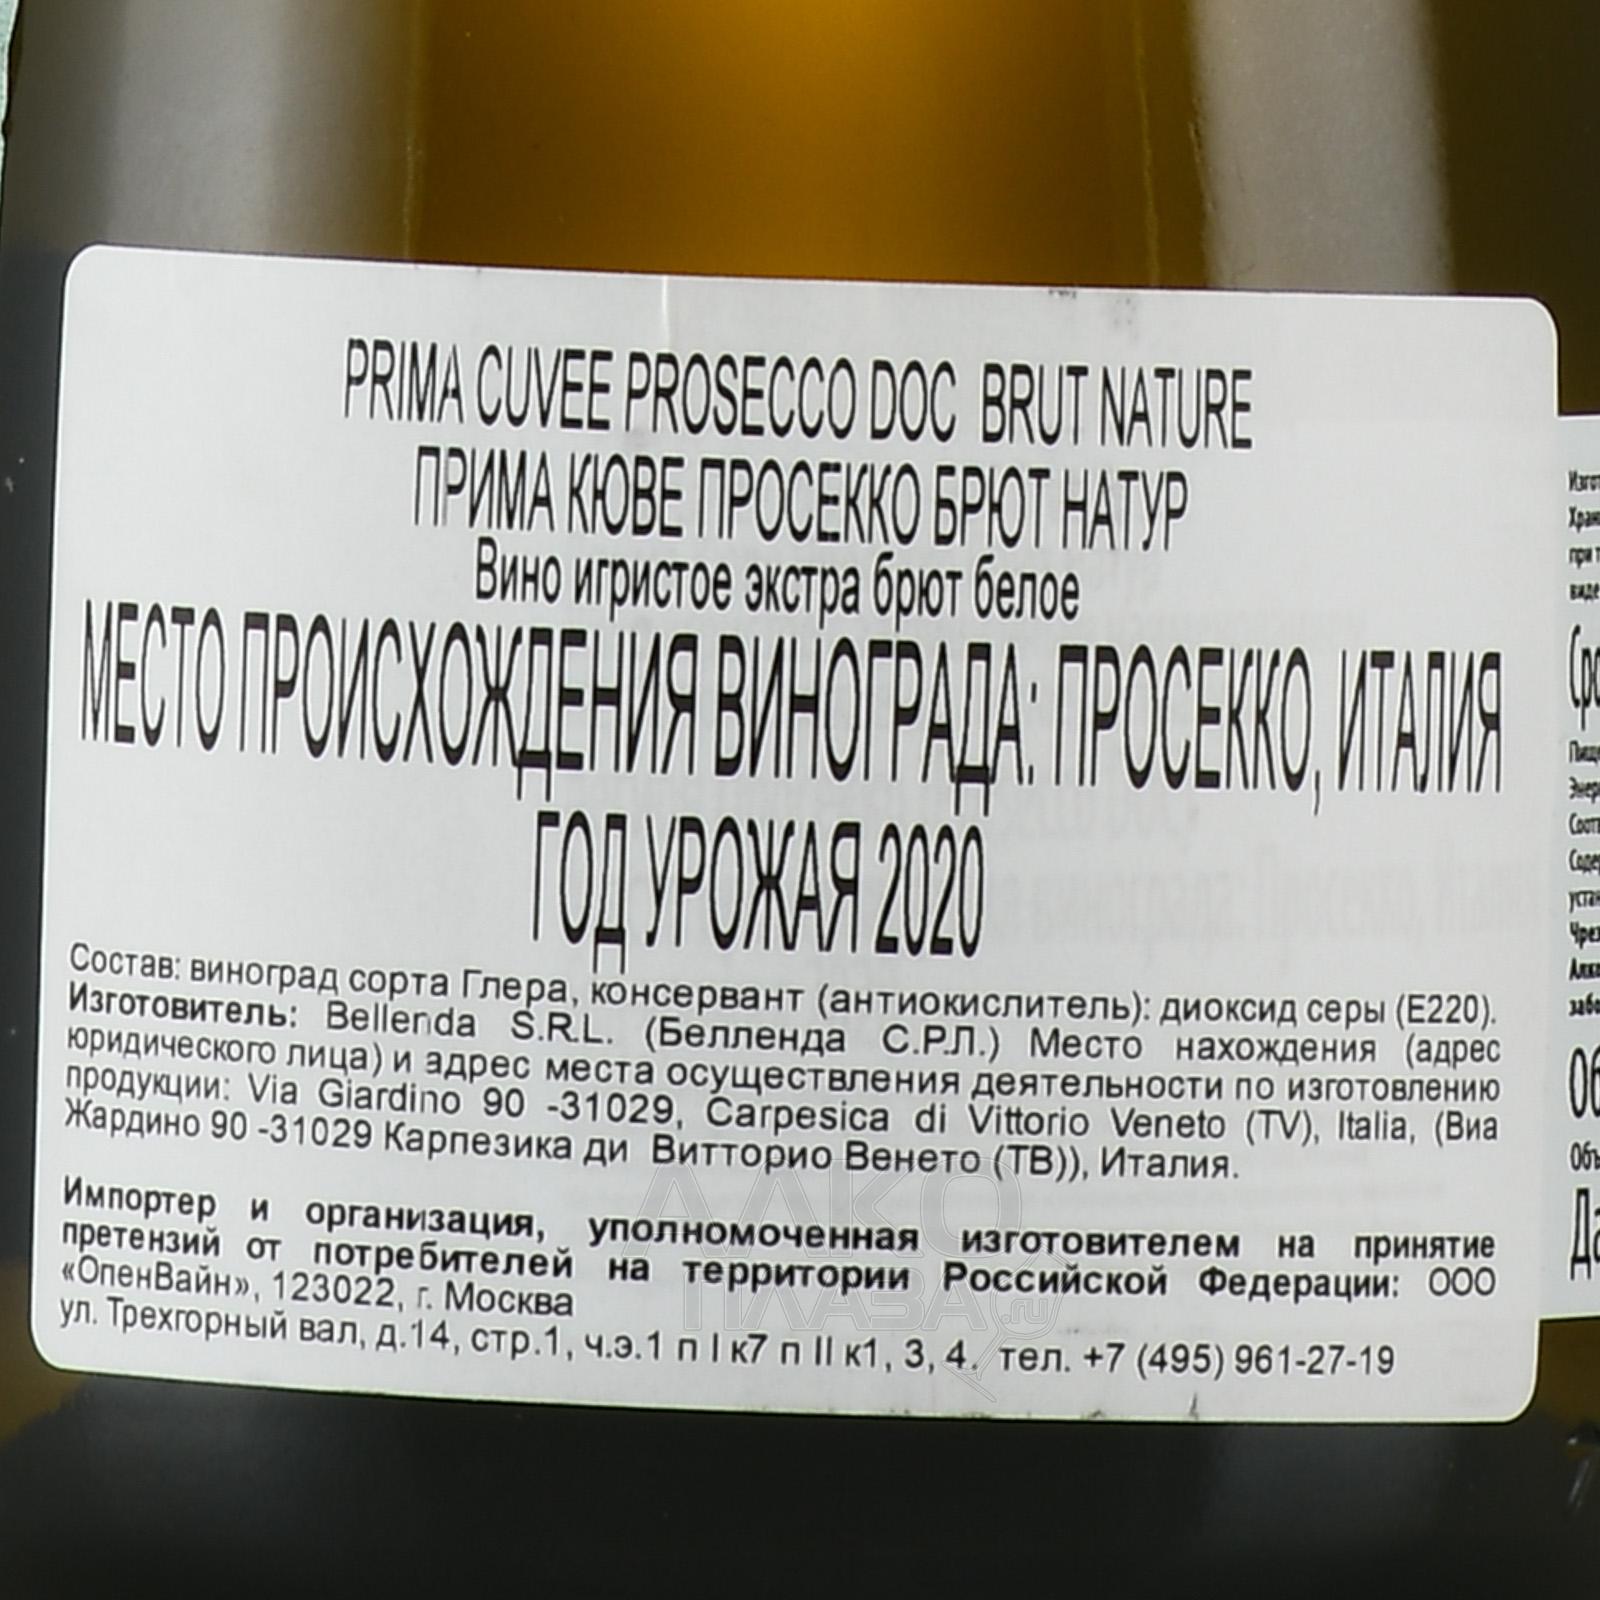 PRIMA CUVEE PROSECCO DOC BRUT NATURE
ПРИМА КЮВЕ ПРОСЕККО БРЮТ НАТУР
Вино игристое экстра брют белое
МЕСТО ПРОИСХОЖДЕНИЯ ВИНОГРАДА: ПРОСЕККО, ИТАЛИЯ
ГОД УРОЖАЯ 2020
Состав: виноград сорта Глера, консервант (антиокислитель): диоксид серы (Е220).
Изготовитель: Bellenda S.R.L. (Белленда С.Р.Л.) Место нахождения (адрес
юридического лица) и адрес места осуществления деятельности по изготовлению
продукции: Via Giardino 90 -31029, Carpesica di Vittorio Veneto (TV), Italia, (Виа
Жардино 90 -31029 Карпезика ди Витторио Венето (ТВ)), Италия.
Импортер и организация, уполномоченная изготовителем на принятие
претензий от потребителей на территории Российской Федерации: ООО
«ОпенВайн», 123022, г. Москва
ул. Трехгорный вал, д.14, стр.1, ч.э.1 п I к7 п II к1, 3, 4. тел. +7 (495) 961-27-19
АЛКО
ПЛАЗА.ru